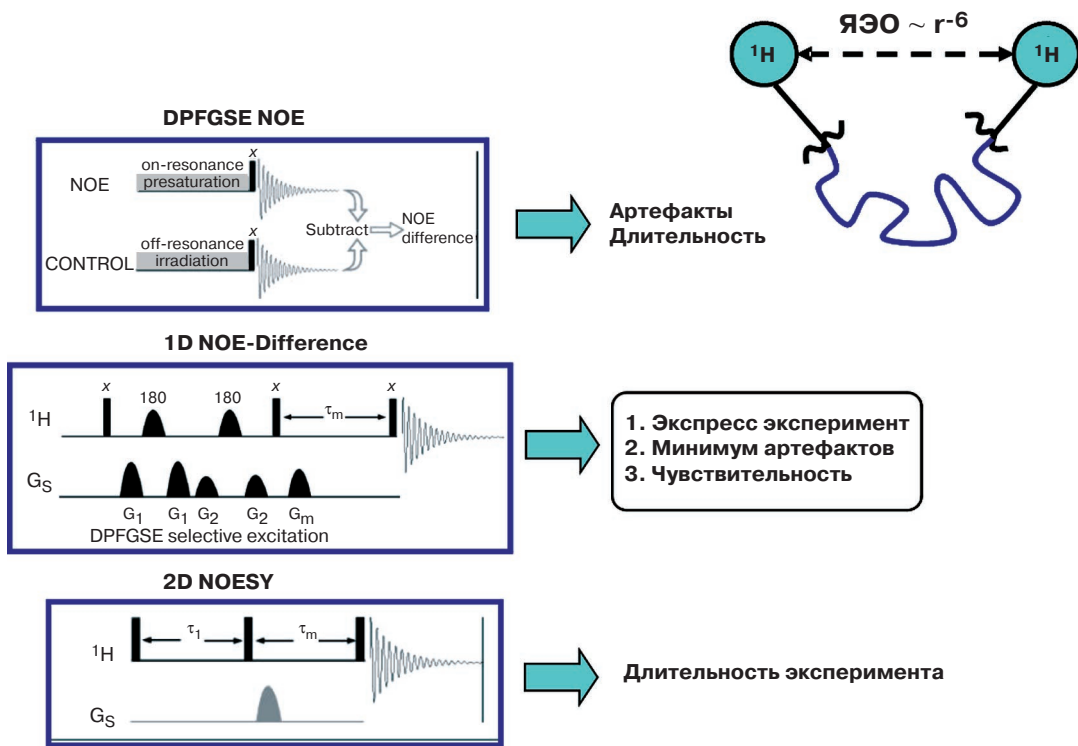 ЯЭО ~ r⁻⁶
¹H ¹H
DPFGSE NOE
x
NOE on-resonance presaturation
Subtract NOE difference
x
CONTROL off-resonance irradiation
Артефакты
Длительность
1D NOE-Difference
x 180 180 x x
¹H τm
Gs
G₁ G₁ G₂ G₂ Gm
DPFGSE selective excitation
1. Экспресс эксперимент
2. Минимум артефактов
3. Чувствительность
2D NOESY
τ₁ τm
¹H
Gs
Длительность эксперимента